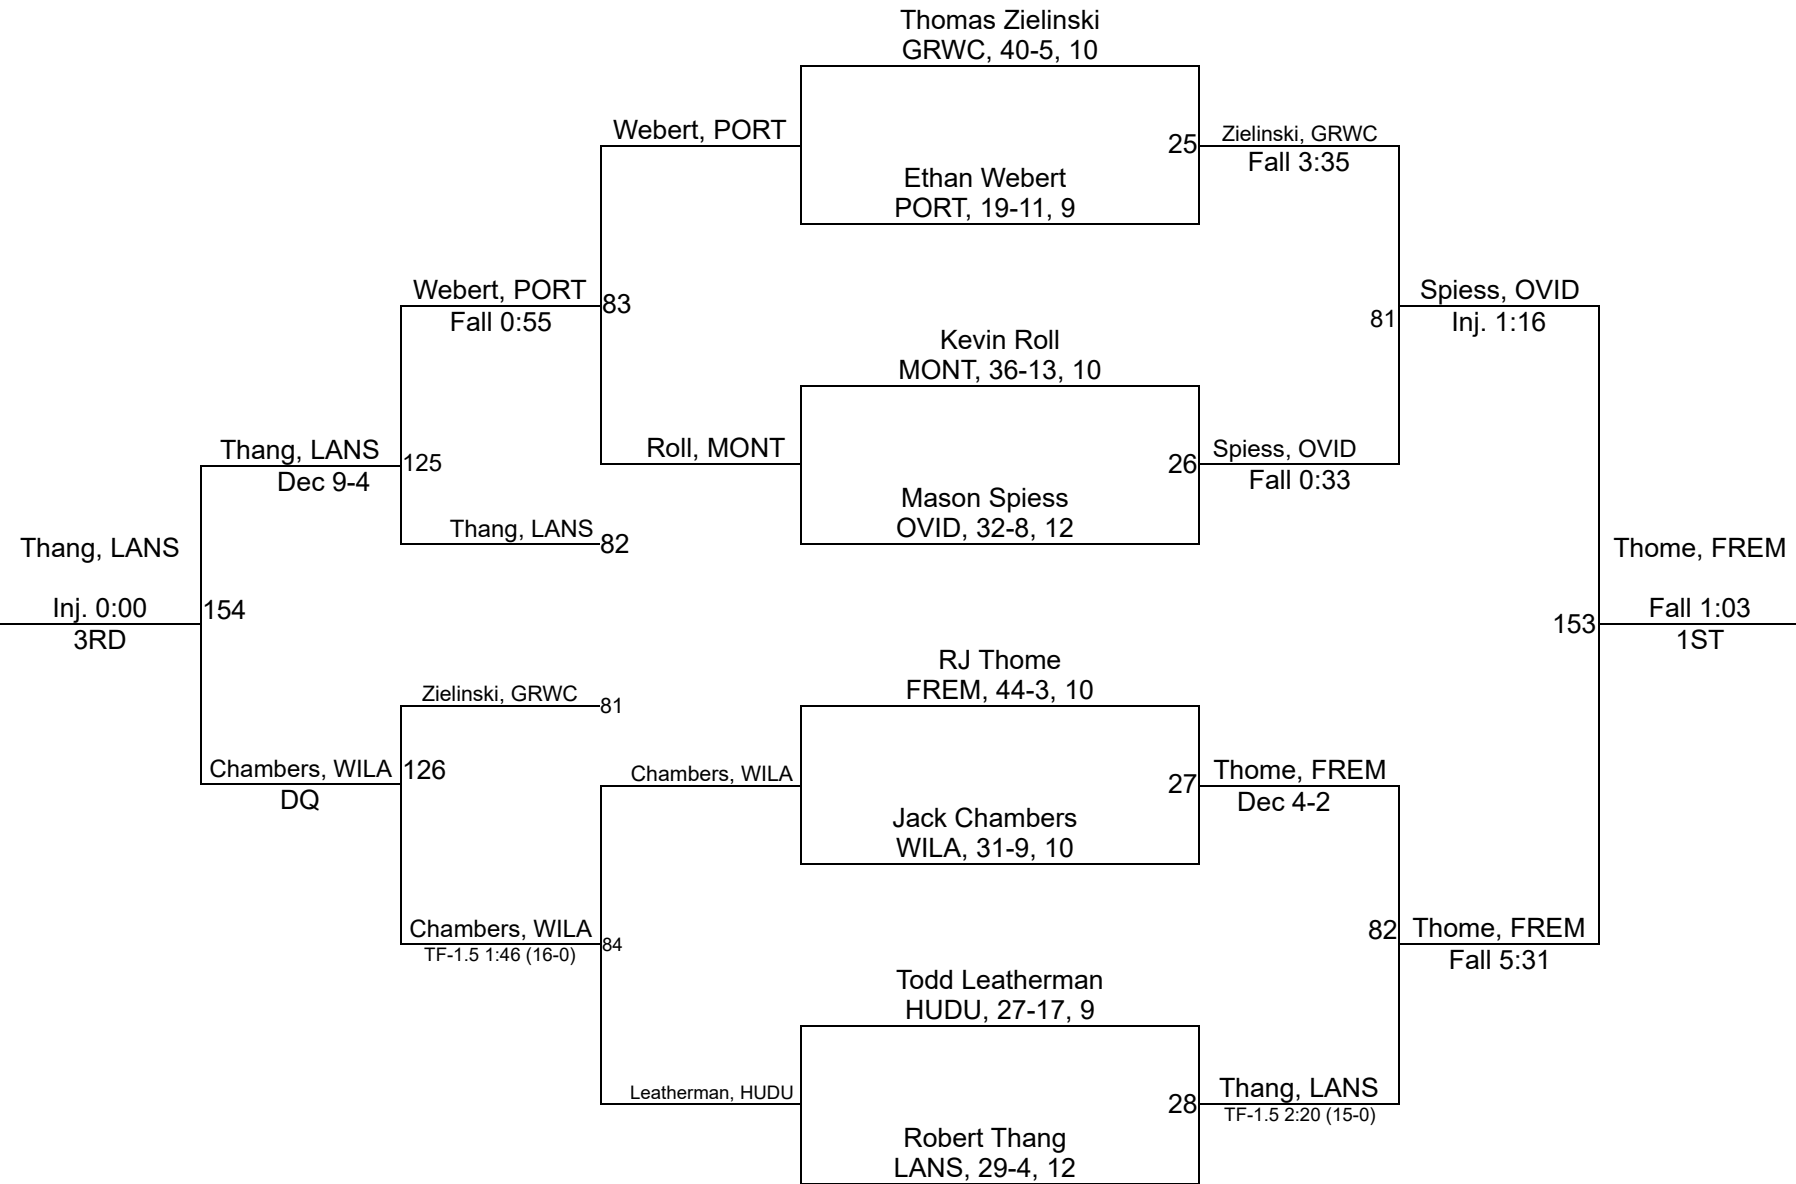 Thomas Zielinski
GRWC, 40-5, 10
Webert, PORT
25
Zielinski, GRWC
Fall 3:35
Ethan Webert
PORT, 19-11, 9
Webert, PORT
Fall 0:55
83
Spiess, OVID
Inj. 1:16
81
Kevin Roll
MONT, 36-13, 10
Thang, LANS
Dec 9-4
125
Roll, MONT
26
Spiess, OVID
Fall 0:33
Mason Spiess
OVID, 32-8, 12
Thang, LANS
82
Thang, LANS
Inj. 0:00
3RD
154
Thome, FREM
153
Fall 1:03
1ST
RJ Thome
FREM, 44-3, 10
Zielinski, GRWC
81
Chambers, WILA
DQ
126
Chambers, WILA
27
Thome, FREM
Dec 4-2
Jack Chambers
WILA, 31-9, 10
Chambers, WILA
TF-1.5 1:46 (16-0)
84
82
Thome, FREM
Fall 5:31
Todd Leatherman
HUDU, 27-17, 9
Leatherman, HUDU
28
Thang, LANS
TF-1.5 2:20 (15-0)
Robert Thang
LANS, 29-4, 12